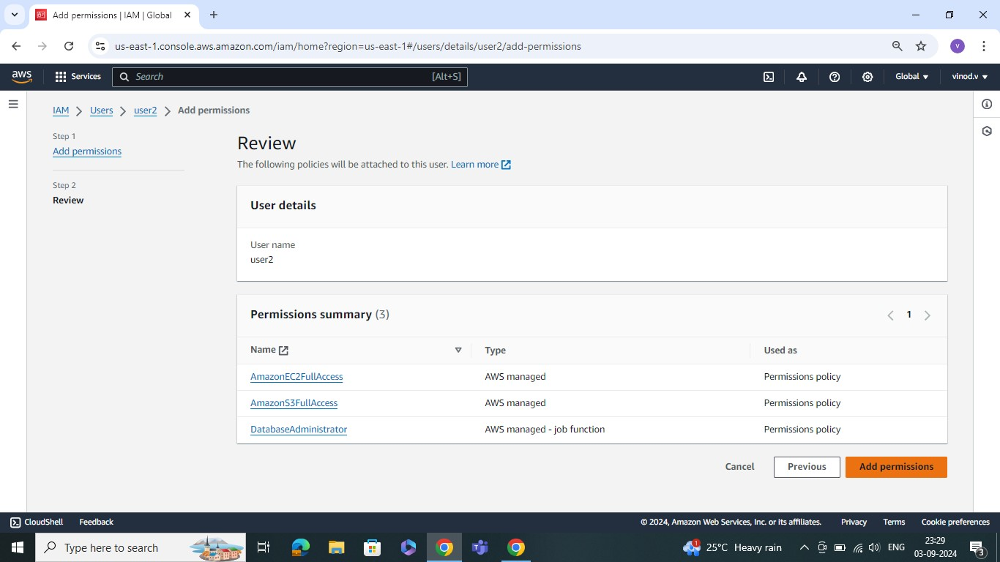 Add permissions | IAM | Global
us-east-1.console.aws.amazon.com/iam/home?region=us-east-1#/users/details/user2/add-permissions
V
aws Services Search [Alt+S] Global vinod.v
IAM Users user2 Add permissions
Step 1
Add permissions
Step 2
Review
Review
The following policies will be attached to this user. Learn more
User details
User name
user2
Permissions summary (3) 1
Name Type Used as
AmazonEC2FullAccess AWS managed Permissions policy
AmazonS3FullAccess AWS managed Permissions policy
DatabaseAdministrator AWS managed - job function Permissions policy
Cancel Previous Add permissions
CloudShell Feedback © 2024, Amazon Web Services, Inc. or its affiliates. Privacy Terms Cookie preferences
Type here to search 1 25°C Heavy rain ENG 23:29
03-09-2024 3